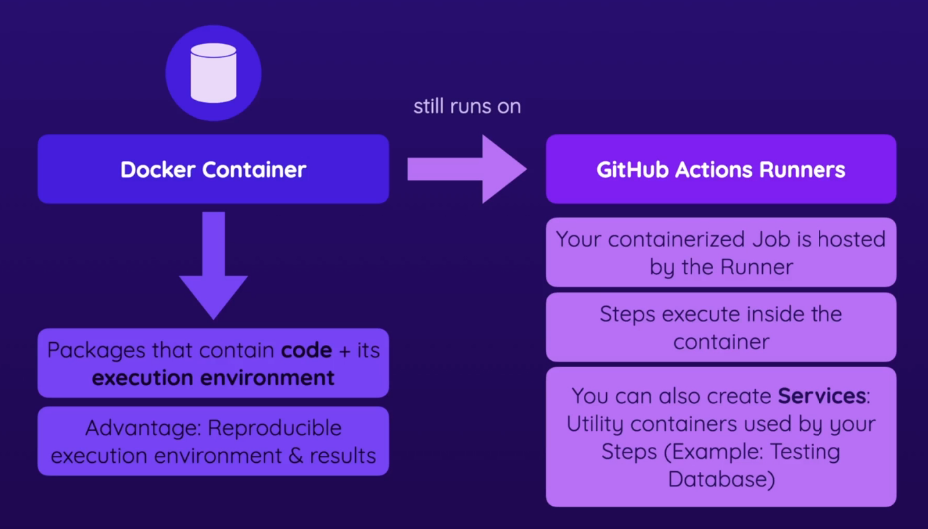 still runs on
Docker Container
GitHub Actions Runners
Packages that contain code + its
execution environment
Advantage: Reproducible
execution environment & results
Your containerized Job is hosted
by the Runner
Steps execute inside the
container
You can also create Services:
Utility containers used by your
Steps (Example: Testing
Database)